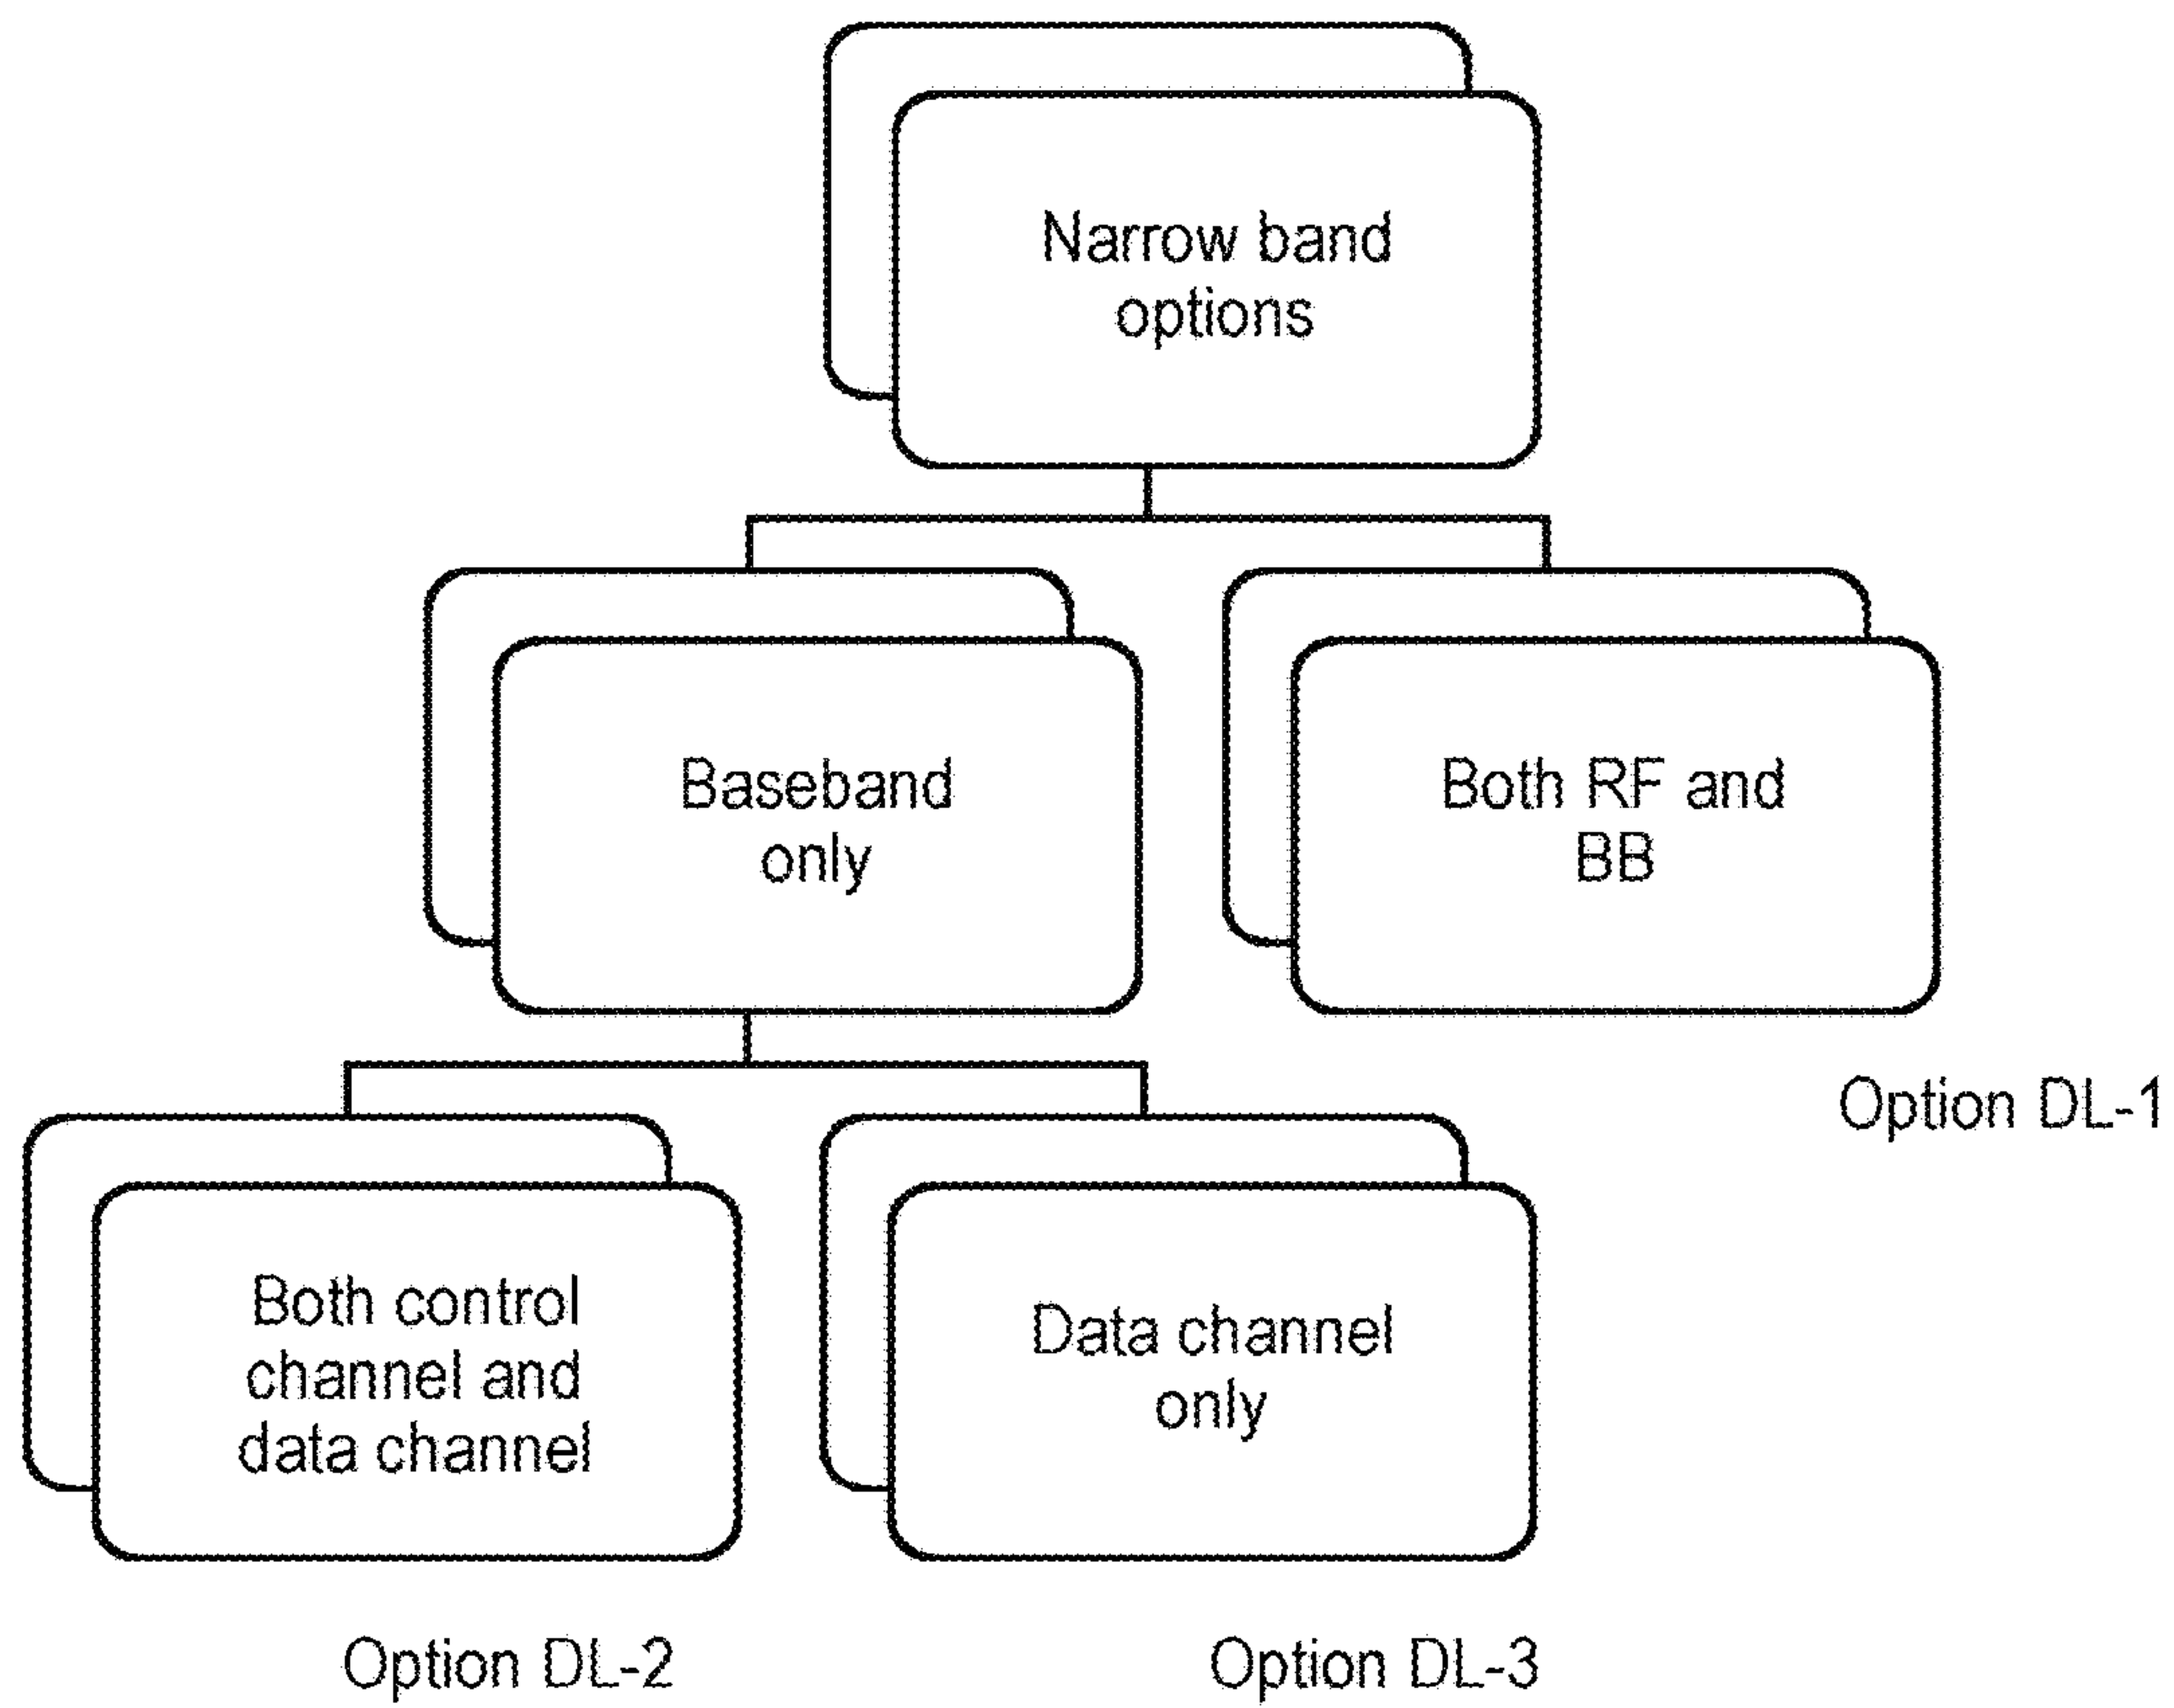 Narrow band
options
Baseband
only
Both RF and
BB
Option DL-1
Both control
channel and
data channel
Data channel
only
Option DL-2
Option DL-3